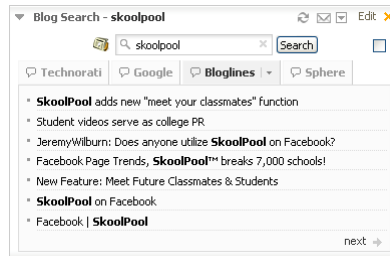 Blog Search - skoolpool Edit ×
skoolpool × Search
Technorati Google Bloglines Sphere
SkoolPool adds new "meet your classmates" function
Student videos serve as college PR
JeremyWilburn: Does anyone utilize SkoolPool on Facebook?
Facebook Page Trends, SkoolPool™ breaks 7,000 schools!
New Feature: Meet Future Classmates & Students
SkoolPool on Facebook
Facebook | SkoolPool
next